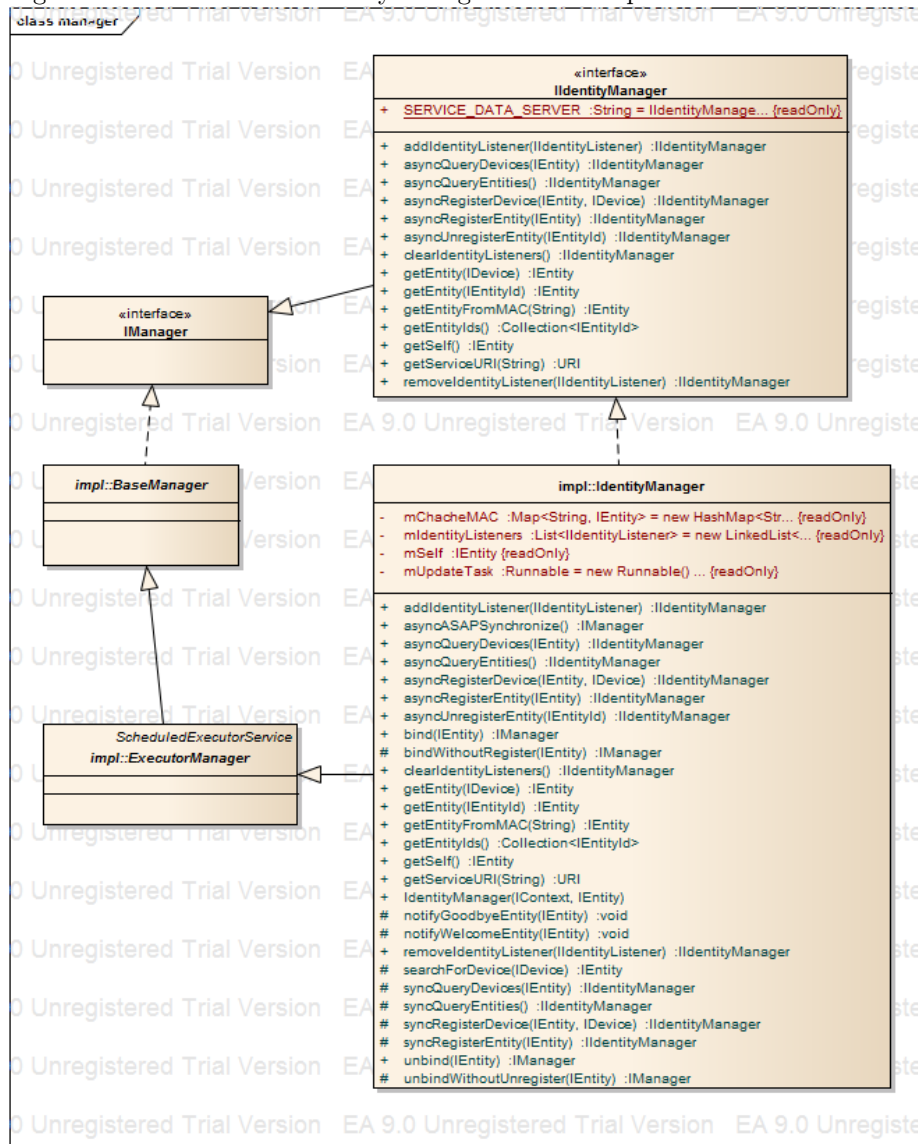 class manager
«interface»
IIdentityManager
+ SERVICE_DATA_SERVER :String = IIdentityManage... {readOnly}
+ addIdentityListener(IIdentityListener) :IIdentityManager
+ asyncQueryDevices(IEntity) :IIdentityManager
+ asyncQueryEntities() :IIdentityManager
+ asyncRegisterDevice(IEntity, IDevice) :IIdentityManager
+ asyncRegisterEntity(IEntity) :IIdentityManager
+ asyncUnregisterEntity(IEntityId) :IIdentityManager
+ clearIdentityListeners() :IIdentityManager
+ getEntity(IDevice) :IEntity
+ getEntity(IEntityId) :IEntity
+ getEntityFromMAC(String) :IEntity
+ getEntityIds() :Collection<IEntityId>
+ getSelf() :IEntity
+ getServiceURI(String) :URI
+ removeIdentityListener(IIdentityListener) :IIdentityManager
«interface»
IManager
impl::BaseManager
ScheduledExecutorService
impl::ExecutorManager
impl::IdentityManager
- mChacheMAC :Map<String, IEntity> = new HashMap<Str... {readOnly}
- mIdentityListeners :List<IIdentityListener> = new LinkedList<... {readOnly}
- mSelf :IEntity {readOnly}
- mUpdateTask :Runnable = new Runnable() ... {readOnly}
+ addIdentityListener(IIdentityListener) :IIdentityManager
+ asyncASAPSynchronize() :IManager
+ asyncQueryDevices(IEntity) :IIdentityManager
+ asyncQueryEntities() :IIdentityManager
+ asyncRegisterDevice(IEntity, IDevice) :IIdentityManager
+ asyncRegisterEntity(IEntity) :IIdentityManager
+ asyncUnregisterEntity(IEntityId) :IIdentityManager
+ bind(IEntity) :IManager
# bindWithoutRegister(IEntity) :IManager
+ clearIdentityListeners() :IIdentityManager
+ getEntity(IDevice) :IEntity
+ getEntity(IEntityId) :IEntity
+ getEntityFromMAC(String) :IEntity
+ getEntityIds() :Collection<IEntityId>
+ getSelf() :IEntity
+ getServiceURI(String) :URI
+ IdentityManager(IContext, IEntity)
# notifyGoodbyeEntity(IEntity) :void
# notifyWelcomeEntity(IEntity) :void
+ removeIdentityListener(IIdentityListener) :IIdentityManager
# searchForDevice(IDevice) :IEntity
# syncQueryDevices(IEntity) :IIdentityManager
# syncQueryEntities() :IIdentityManager
# syncRegisterDevice(IEntity, IDevice) :IIdentityManager
# syncRegisterEntity(IEntity) :IIdentityManager
+ unbind(IEntity) :IManager
# unbindWithoutUnregister(IEntity) :IManager
0 Unregistered Trial Version EA 9.0 Unregistered Trial Version EA 9.0 Unregiste